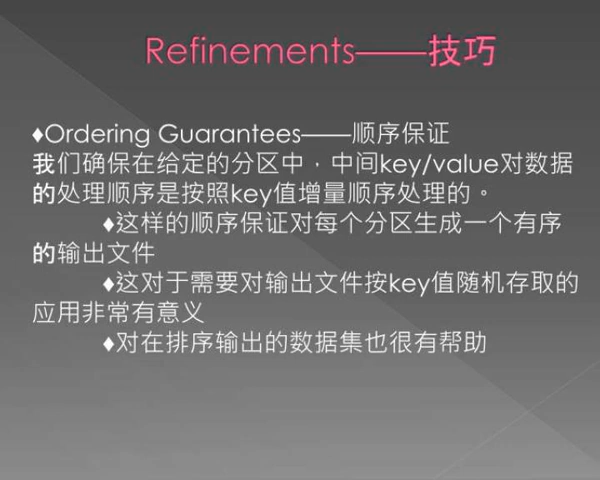 Refinements——技巧
♦Ordering Guarantees——顺序保证
我们确保在给定的分区中，中间key/value对数据
的处理顺序是按照key值增量顺序处理的。
♦这样的顺序保证对每个分区生成一个有序
的输出文件
♦这对于需要对输出文件按key值随机存取的
应用非常有意义
♦对在排序输出的数据集也很有帮助